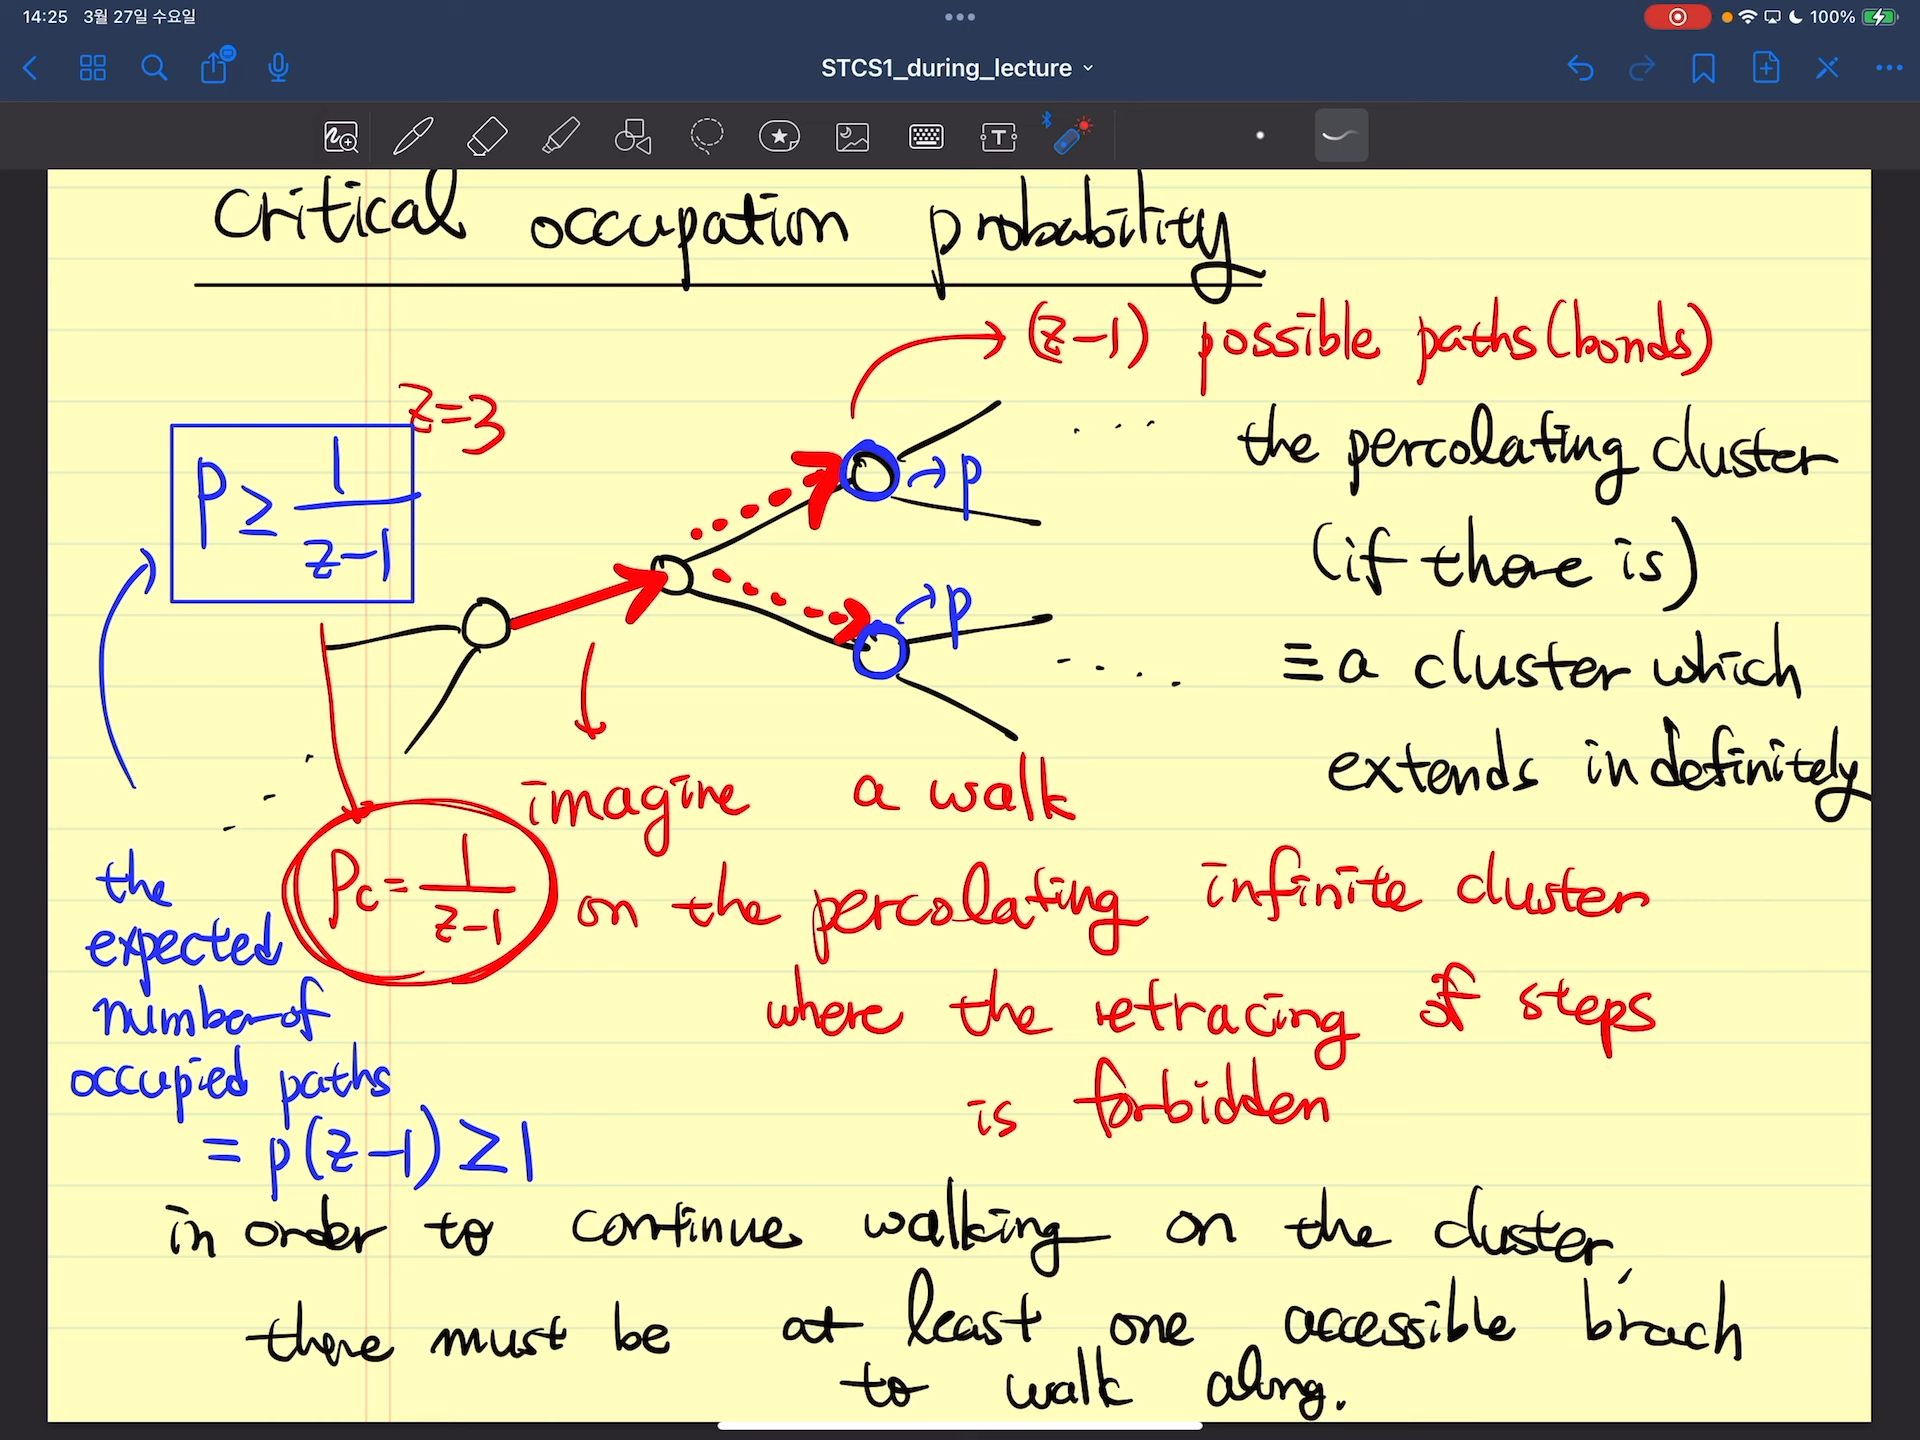 14:25 3월 27일 수요일
100%
STCS1_during_lecture
T
Critical occupation probability
(z-1) possible paths (bonds)
z=3
p ≥ 1/(z-1)
p
p
the percolating cluster
(if there is)
≡ a cluster which
extends indefinitely
imagine a walk
on the percolating infinite cluster
where the retracing of steps
is forbidden
Pc = 1/(z-1)
the
expected
number of
occupied paths
= p(z-1) ≥ 1
in order to continue walking on the cluster,
there must be at least one accessible brach
to walk along.